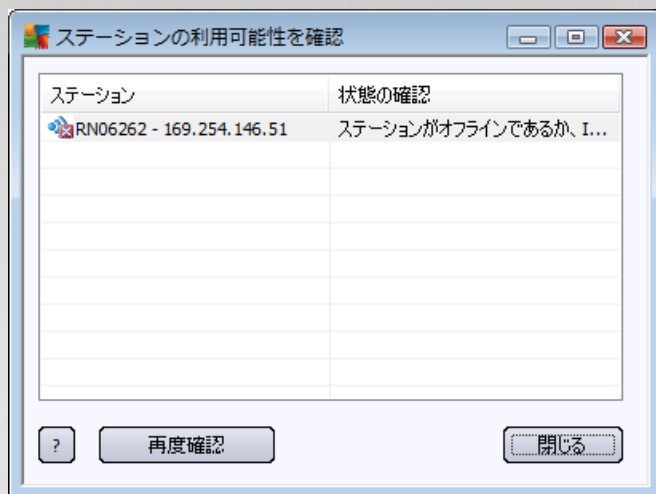 ステーションの利用可能性を確認
ステーション 状態の確認
RN06262 - 169.254.146.51 ステーションがオフラインであるか、I...
? 再度確認 閉じる